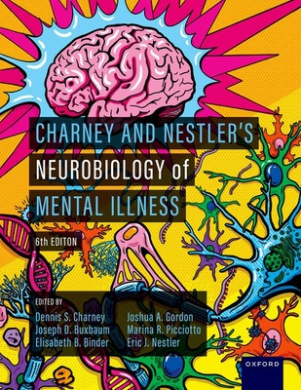 CHARNEY AND NESTLER'S
NEUROBIOLOGY of
MENTAL ILLNESS
6th EDITON
EDITED BY
Dennis S. Charney
Joseph D. Buxbaum
Elisabeth B. Binder
Joshua A. Gordon
Marina R. Picciotto
Eric J. Nestler
OXFORD